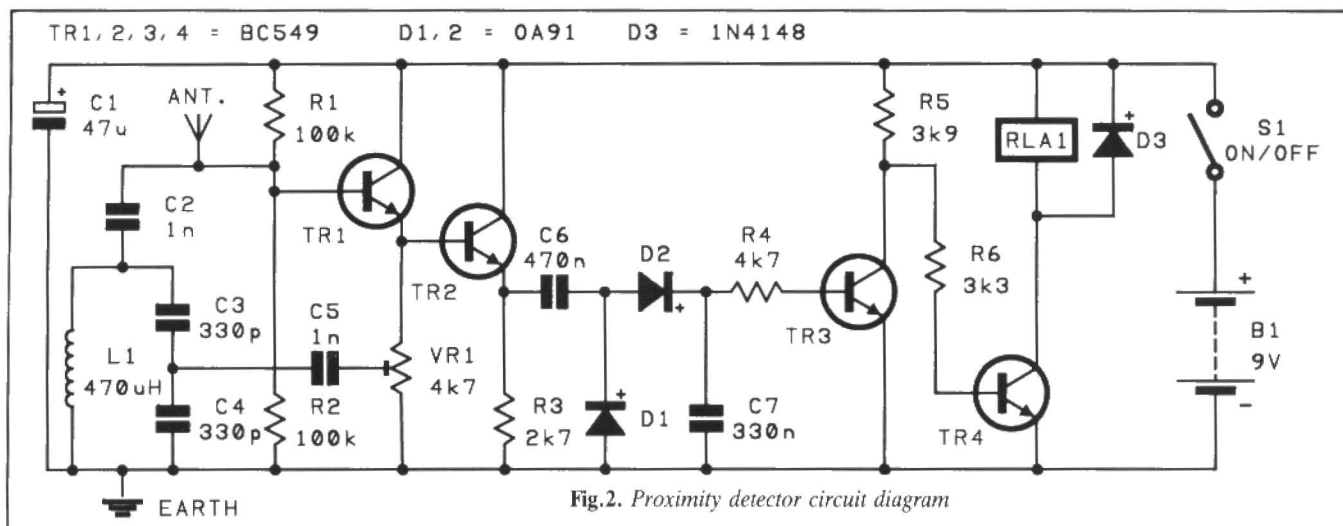 TR1,2,3,4 = BC549 D1,2 = OA91 D3 = 1N4148
+
C1
47u
ANT.
R1
100k
C2
1n
TR1
TR2
C3
330p
L1
470uH
C4
330p
C5
1n
R2
100k
VR1
4k7
C6
470n
R3
2k7
D2
+
+
D1
C7
330n
R4
4k7
TR3
R5
3k9
R6
3k3
TR4
RLA1
+
D3
S1
ON/OFF
+
B1
9V
-
EARTH
Fig.2. Proximity detector circuit diagram